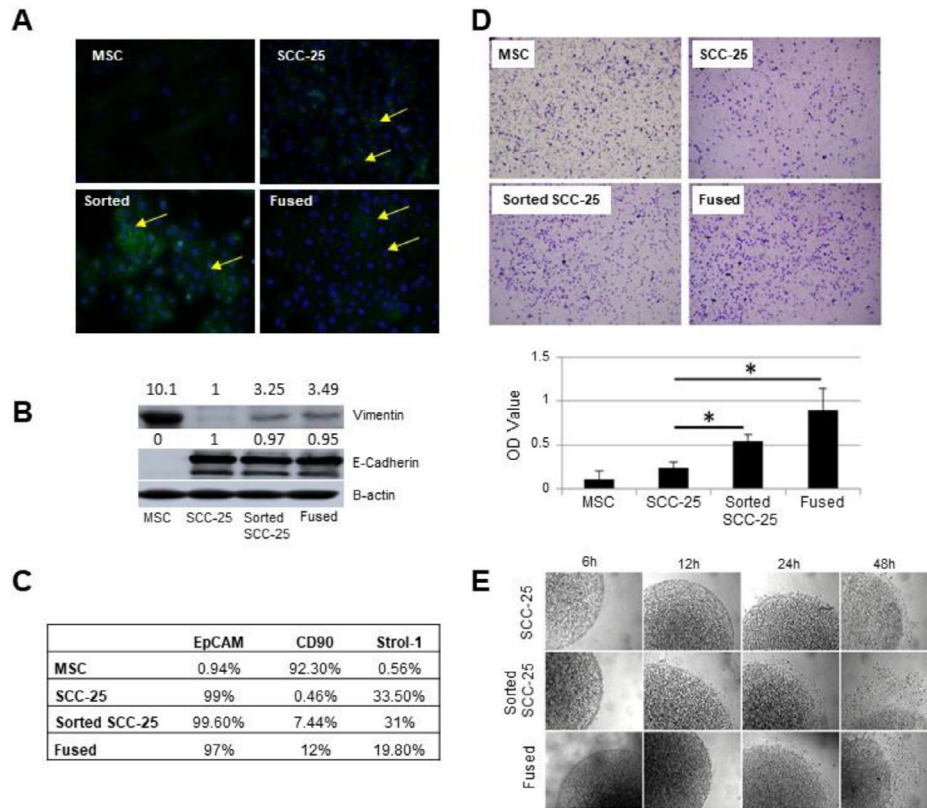 A
MSC
SCC-25
Sorted
Fused
B
10.1 1 3.25 3.49
Vimentin
0 1 0.97 0.95
E-Cadherin
B-actin
MSC SCC-25 Sorted SCC-25 Fused
C
EpCAM CD90 Strol-1
MSC 0.94% 92.30% 0.56%
SCC-25 99% 0.46% 33.50%
Sorted SCC-25 99.60% 7.44% 31%
Fused 97% 12% 19.80%
D
MSC
SCC-25
Sorted SCC-25
Fused
OD Value
1.5
1
0.5
0
*
*
MSC SCC-25 Sorted SCC-25 Fused
E
6h 12h 24h 48h
SCC-25
Sorted
SCC-25
Fused